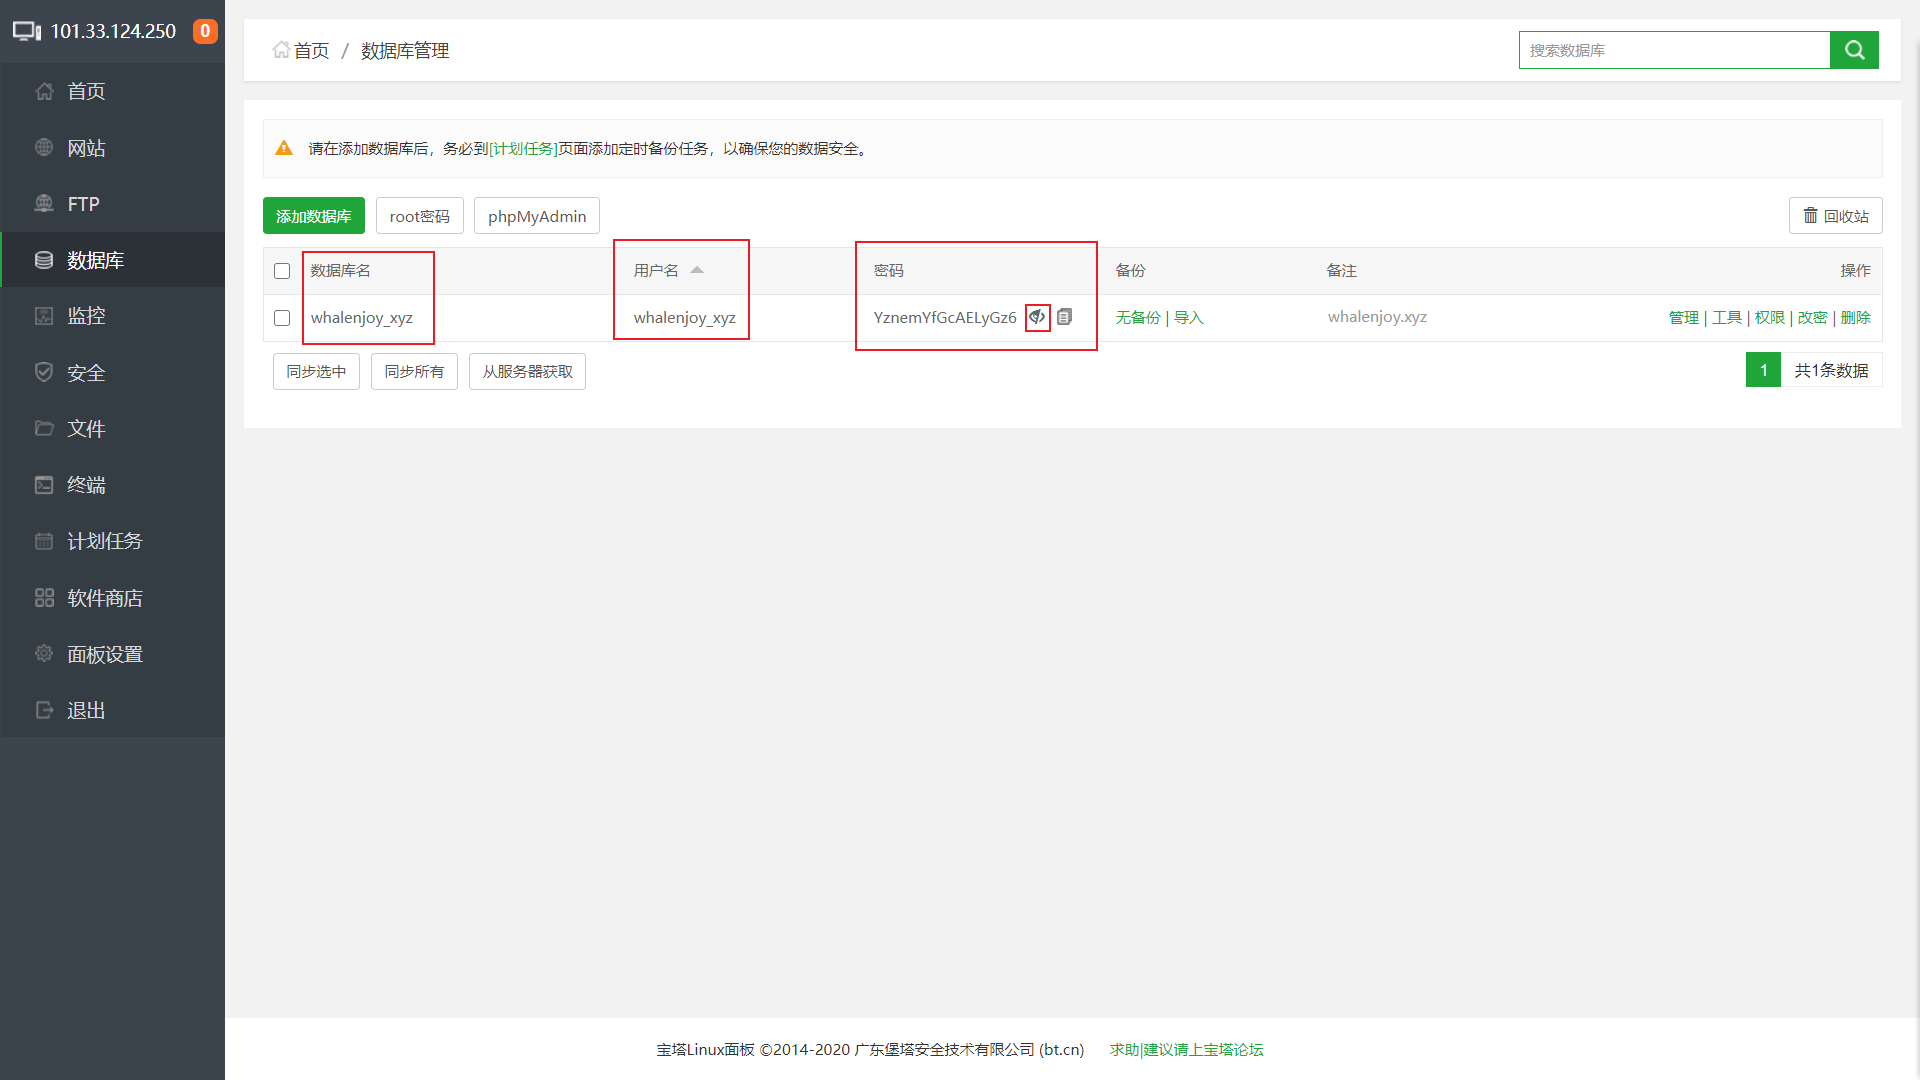 101.33.124.250 0
首页
网站
FTP
数据库
监控
安全
文件
终端
计划任务
软件商店
面板设置
退出
首页 / 数据库管理
搜索数据库
请在添加数据库后，务必到[计划任务]页面添加定时备份任务，以确保您的数据安全。
添加数据库 root密码 phpMyAdmin 回收站
数据库名 用户名 密码 备份 备注 操作
whalenjoy_xyz whalenjoy_xyz YznemYfGcAELyGz6 无备份 | 导入 whalenjoy.xyz 管理 | 工具 | 权限 | 改密 | 删除
同步选中 同步所有 从服务器获取 1 共1条数据
宝塔Linux面板 ©2014-2020 广东堡塔安全技术有限公司 (bt.cn) 求助|建议请上宝塔论坛